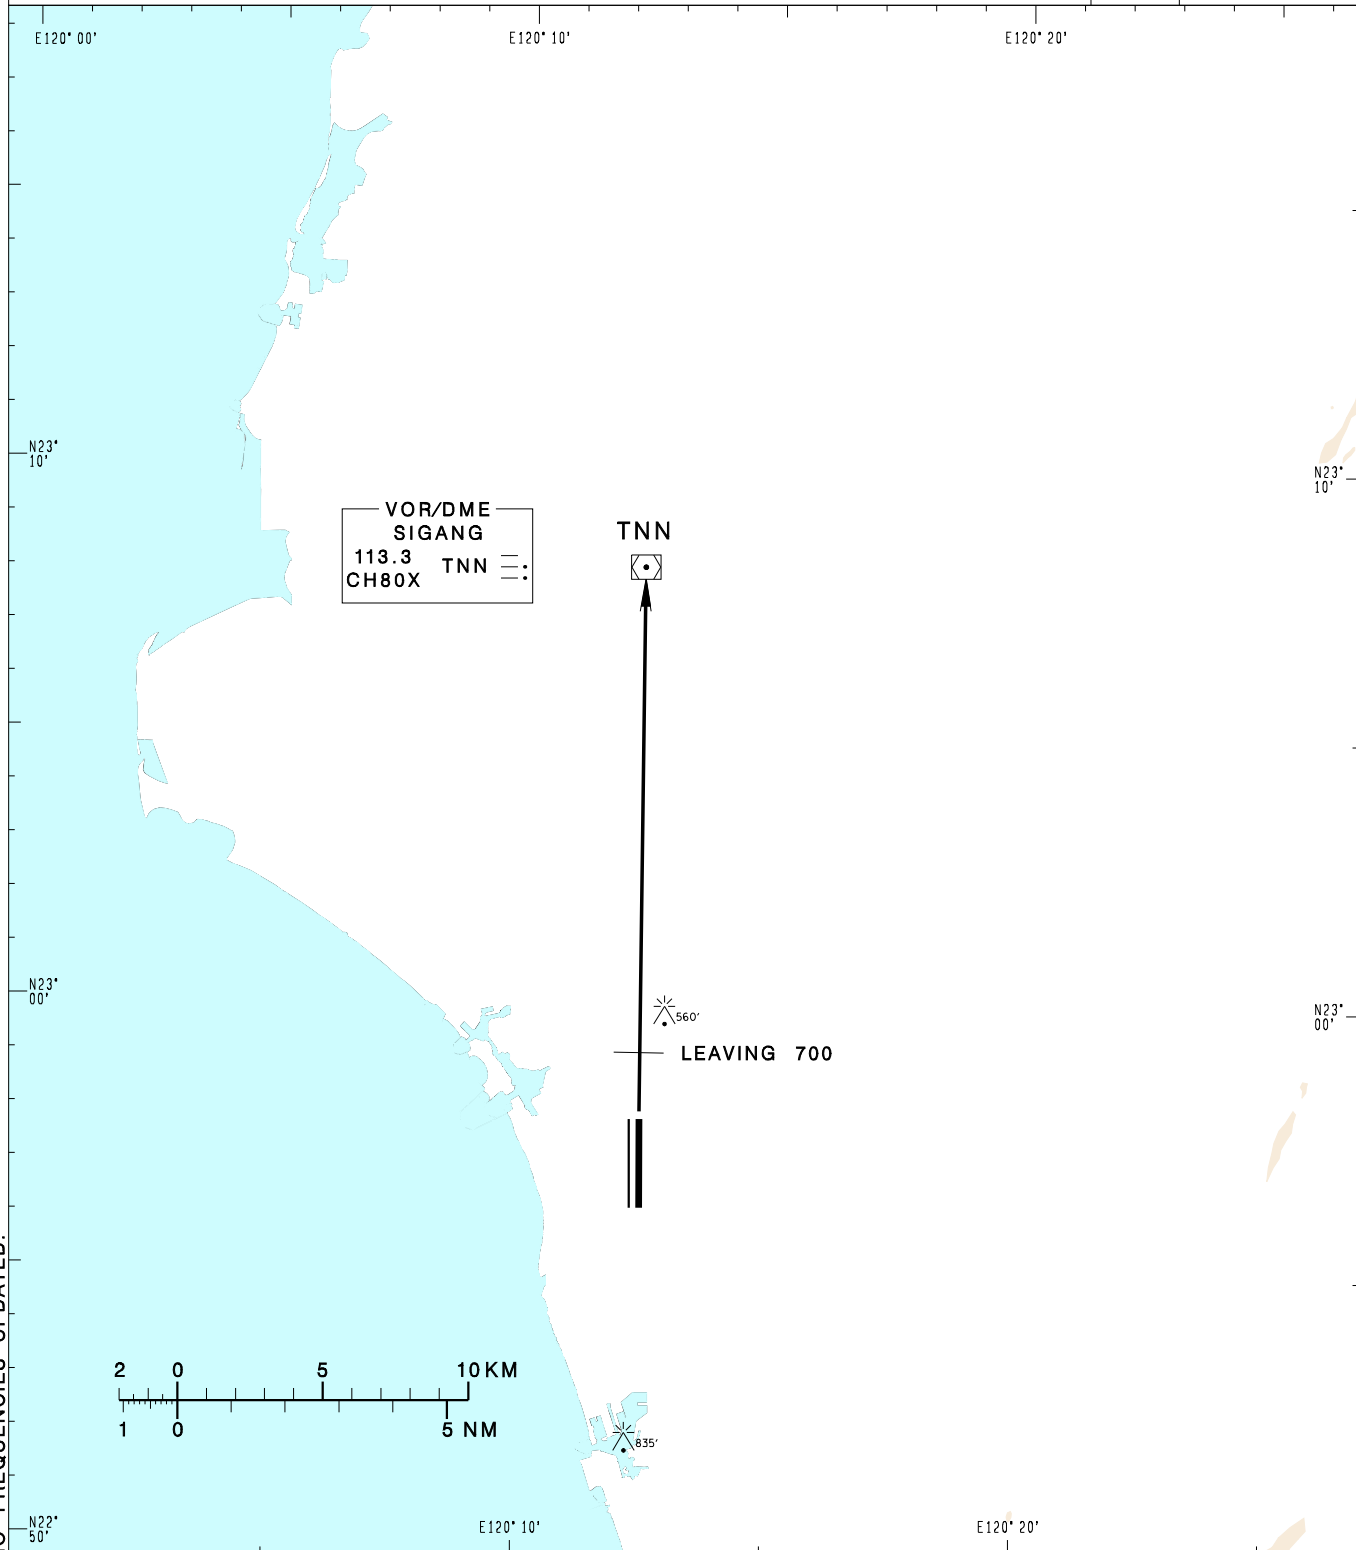 E120° 00' E120° 10' E120° 20'
N23°
10'
N23°
10'
VOR/DME
SIGANG
113.3
CH80X
TNN
TNN
N23°
00'
560'
N23°
00'
LEAVING 700
2 0 5 10 KM
1 0 5 NM
835'
N22°
50'
E120° 10' E120° 20'
FREQUENCIES UPDATED.